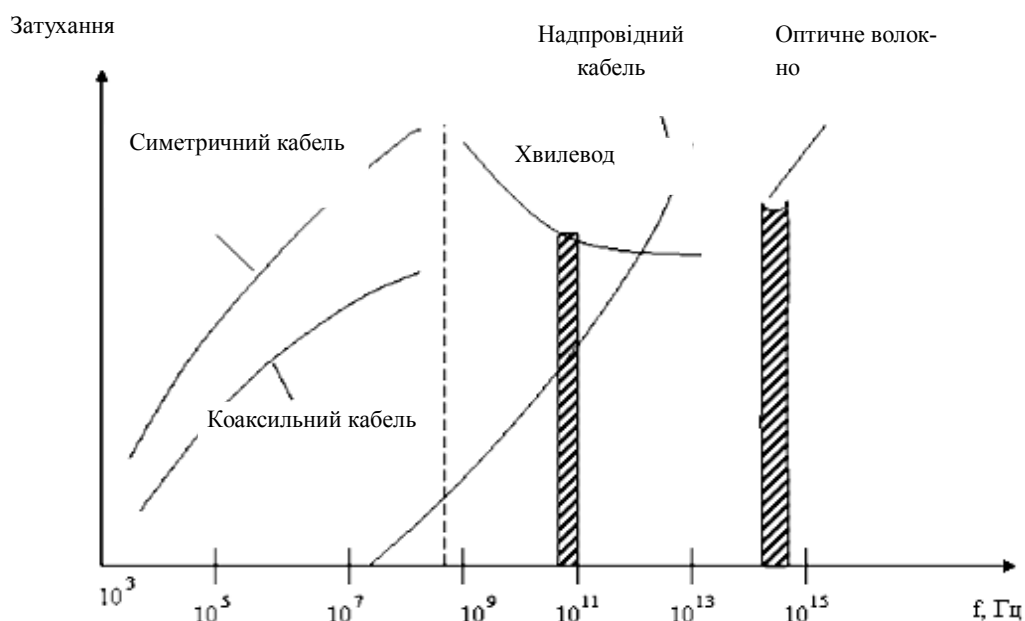 Затухання
Надпровідний
кабель
Оптичне волок-
но
Симетричний кабель
Хвилевод
Коаксильний кабель
10³
10⁵
10⁷
10⁹
10¹¹
10¹³
10¹⁵
f, Гц